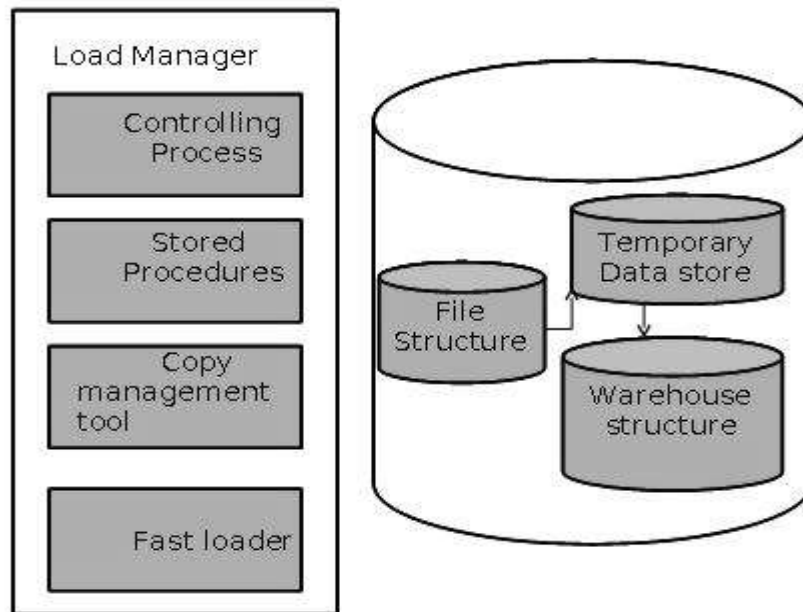 Load Manager
Controlling
Process
Stored
Procedures
Copy
management
tool
Fast loader
File
Structure
Temporary
Data store
Warehouse
structure